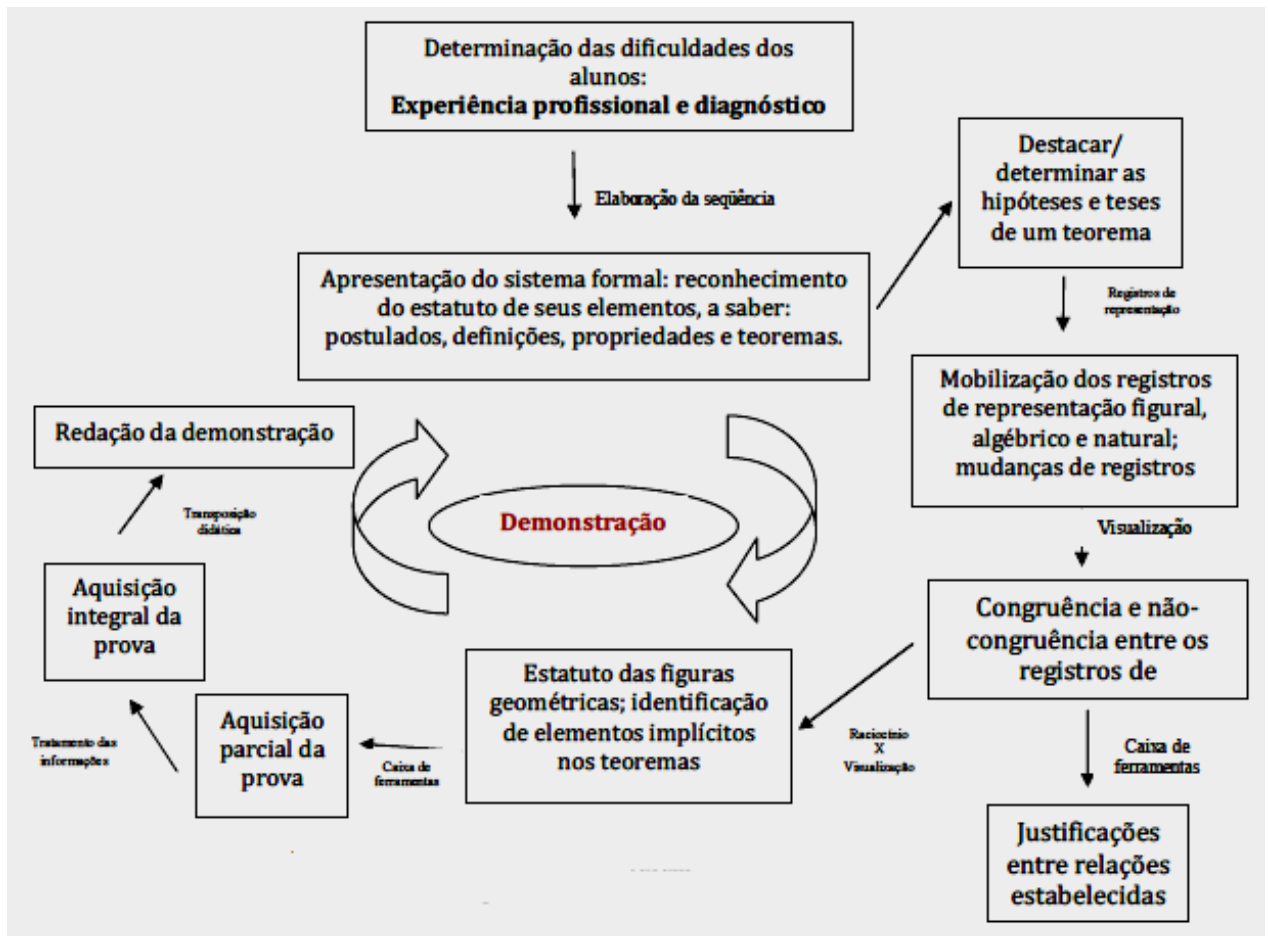 Determinação das dificuldades dos
alunos:
Experiência profissional e diagnóstico
Elaboração da seqüência
Apresentação do sistema formal: reconhecimento
do estatuto de seus elementos, a saber:
postulados, definições, propriedades e teoremas.
Destacar/
determinar as
hipóteses e teses
de um teorema
Registros de
representação
Mobilização dos registros
de representação figural,
algébrico e natural;
mudanças de registros
Visualização
Congruência e não-
congruência entre os
registros de
Caixa de
ferramentas
Justificações
entre relações
estabelecidas
Raciocínio
X
Visualização
Estatuto das figuras
geométricas; identificação
de elementos implícitos
nos teoremas
Caixa de
ferramentas
Aquisição
parcial da
prova
Tratamento das
informações
Aquisição
integral da
prova
Transposição
didática
Redação da demonstração
Demonstração